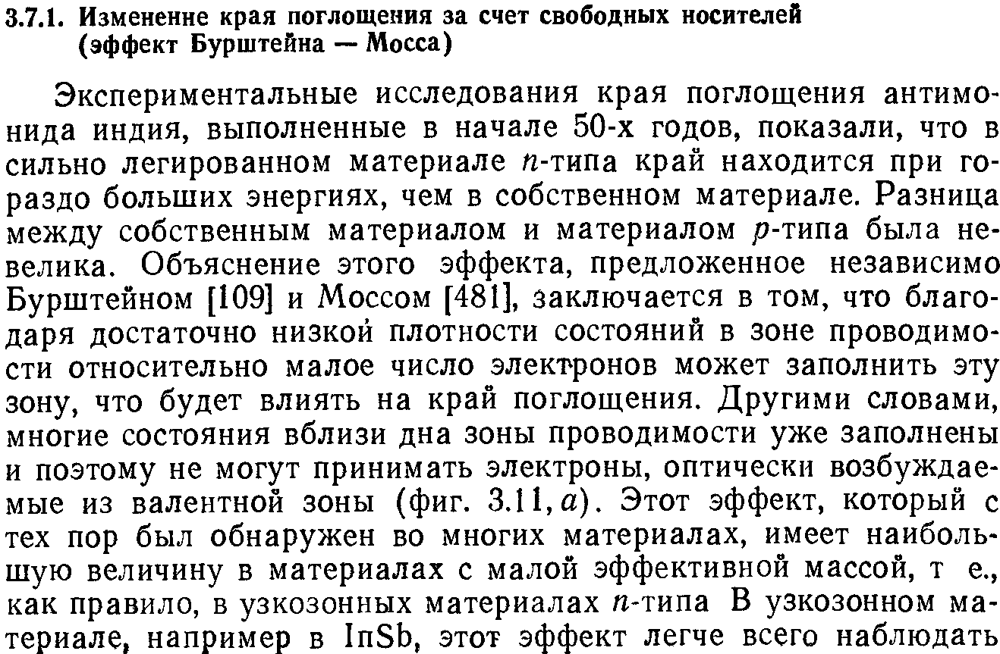 3.7.1. Изменение края поглощения за счет свободных носителей
(эффект Бурштейна — Мосса)
Экспериментальные исследования края поглощения антимо-
нида индия, выполненные в начале 50-х годов, показали, что в
сильно легированном материале n-типа край находится при го-
раздо больших энергиях, чем в собственном материале. Разница
между собственным материалом и материалом p-типа была не-
велика. Объяснение этого эффекта, предложенное независимо
Бурштейном [109] и Моссом [481], заключается в том, что благо-
даря достаточно низкой плотности состояний в зоне проводимо-
сти относительно малое число электронов может заполнить эту
зону, что будет влиять на край поглощения. Другими словами,
многие состояния вблизи дна зоны проводимости уже заполнены
и поэтому не могут принимать электроны, оптически возбуждае-
мые из валентной зоны (фиг. 3.11, а). Этот эффект, который с
тех пор был обнаружен во многих материалах, имеет наиболь-
шую величину в материалах с малой эффективной массой, т е.,
как правило, в узкозонных материалах n-типа В узкозонном ма-
териале, например в InSb, этот эффект легче всего наблюдать